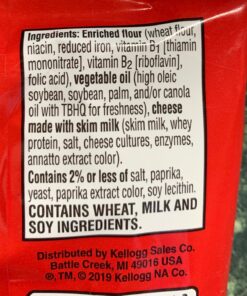 Ingredients: Enriched flour (wheat flour,
niacin, reduced iron, vitamin B1 [thiamin
mononitrate], vitamin B2 [riboflavin],
folic acid), vegetable oil (high oleic
soybean, soybean, palm, and/or canola
oil with TBHQ for freshness), cheese
made with skim milk (skim milk, whey
protein, salt, cheese cultures, enzymes,
annatto extract color).
Contains 2% or less of salt, paprika,
yeast, paprika extract color, soy lecithin.
CONTAINS WHEAT, MILK AND
SOY INGREDIENTS.
Distributed by Kellogg Sales Co.
Battle Creek, MI 49016 USA
®,TM, © 2019 Kellogg NA Co.